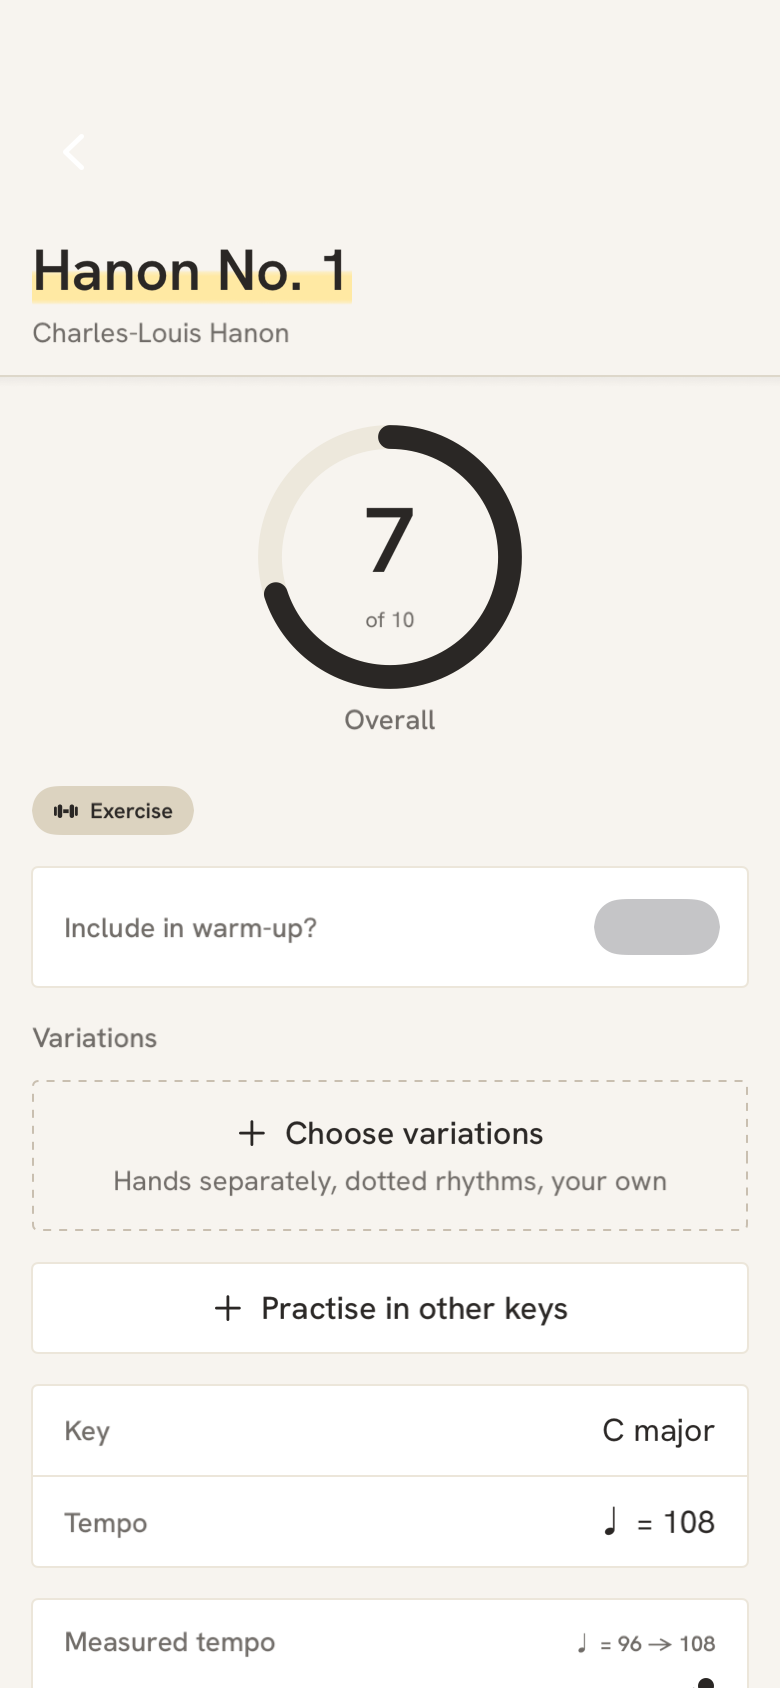 Hanon No. 1
Charles-Louis Hanon
7
of 10
Overall
Exercise
Include in warm-up?
Variations
+ Choose variations
Hands separately, dotted rhythms, your own
+ Practise in other keys
Key C major
Tempo ♩ = 108
Measured tempo ♩ = 96 → 108